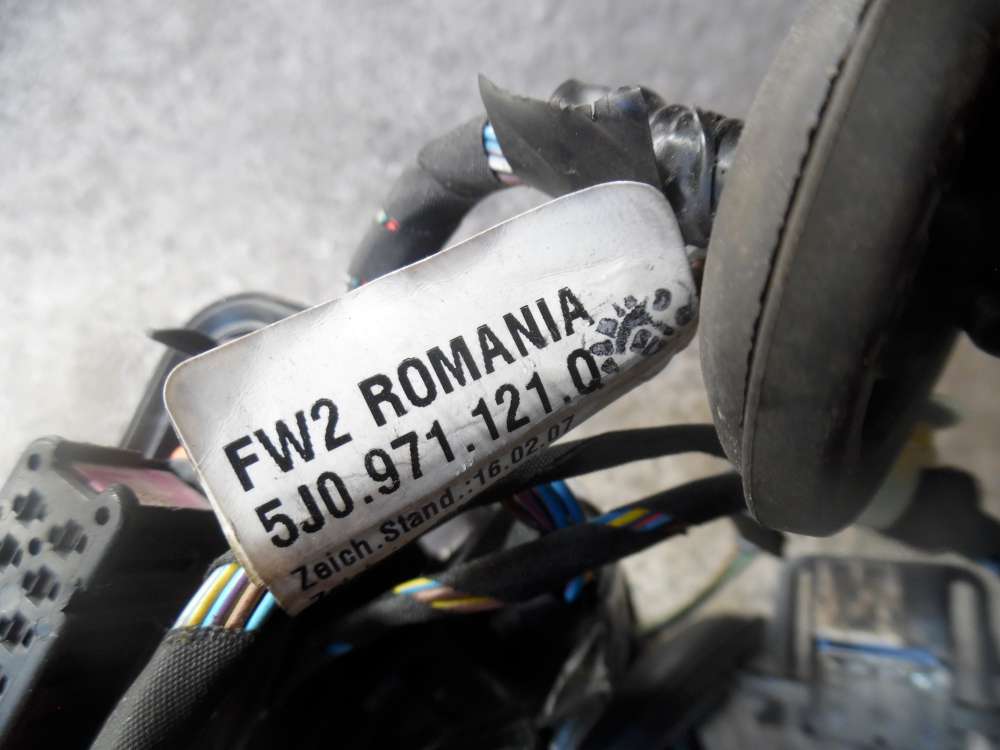 FW2 ROMANIA
5J0.971.121.Q
Zeich.Stand.:16.02.07